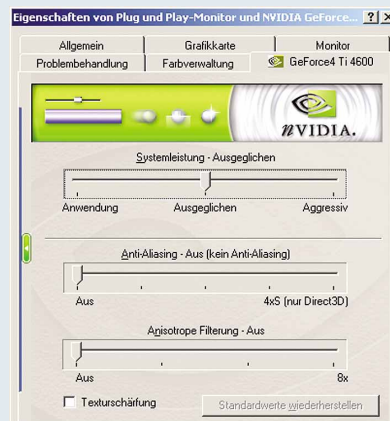 Eigenschaften von Plug und Play-Monitor und NVIDIA GeForce...
Allgemein Grafikkarte Monitor
Problembehandlung Farbverwaltung GeForce4 Ti 4600
nVIDIA.
Systemleistung - Ausgeglichen
Anwendung Ausgeglichen Aggressiv
Anti-Aliasing - Aus (kein Anti-Aliasing)
Aus 4xS (nur Direct3D)
Anisotrope Filterung - Aus
Aus 8x
Texturschärfung Standardwerte wiederherstellen